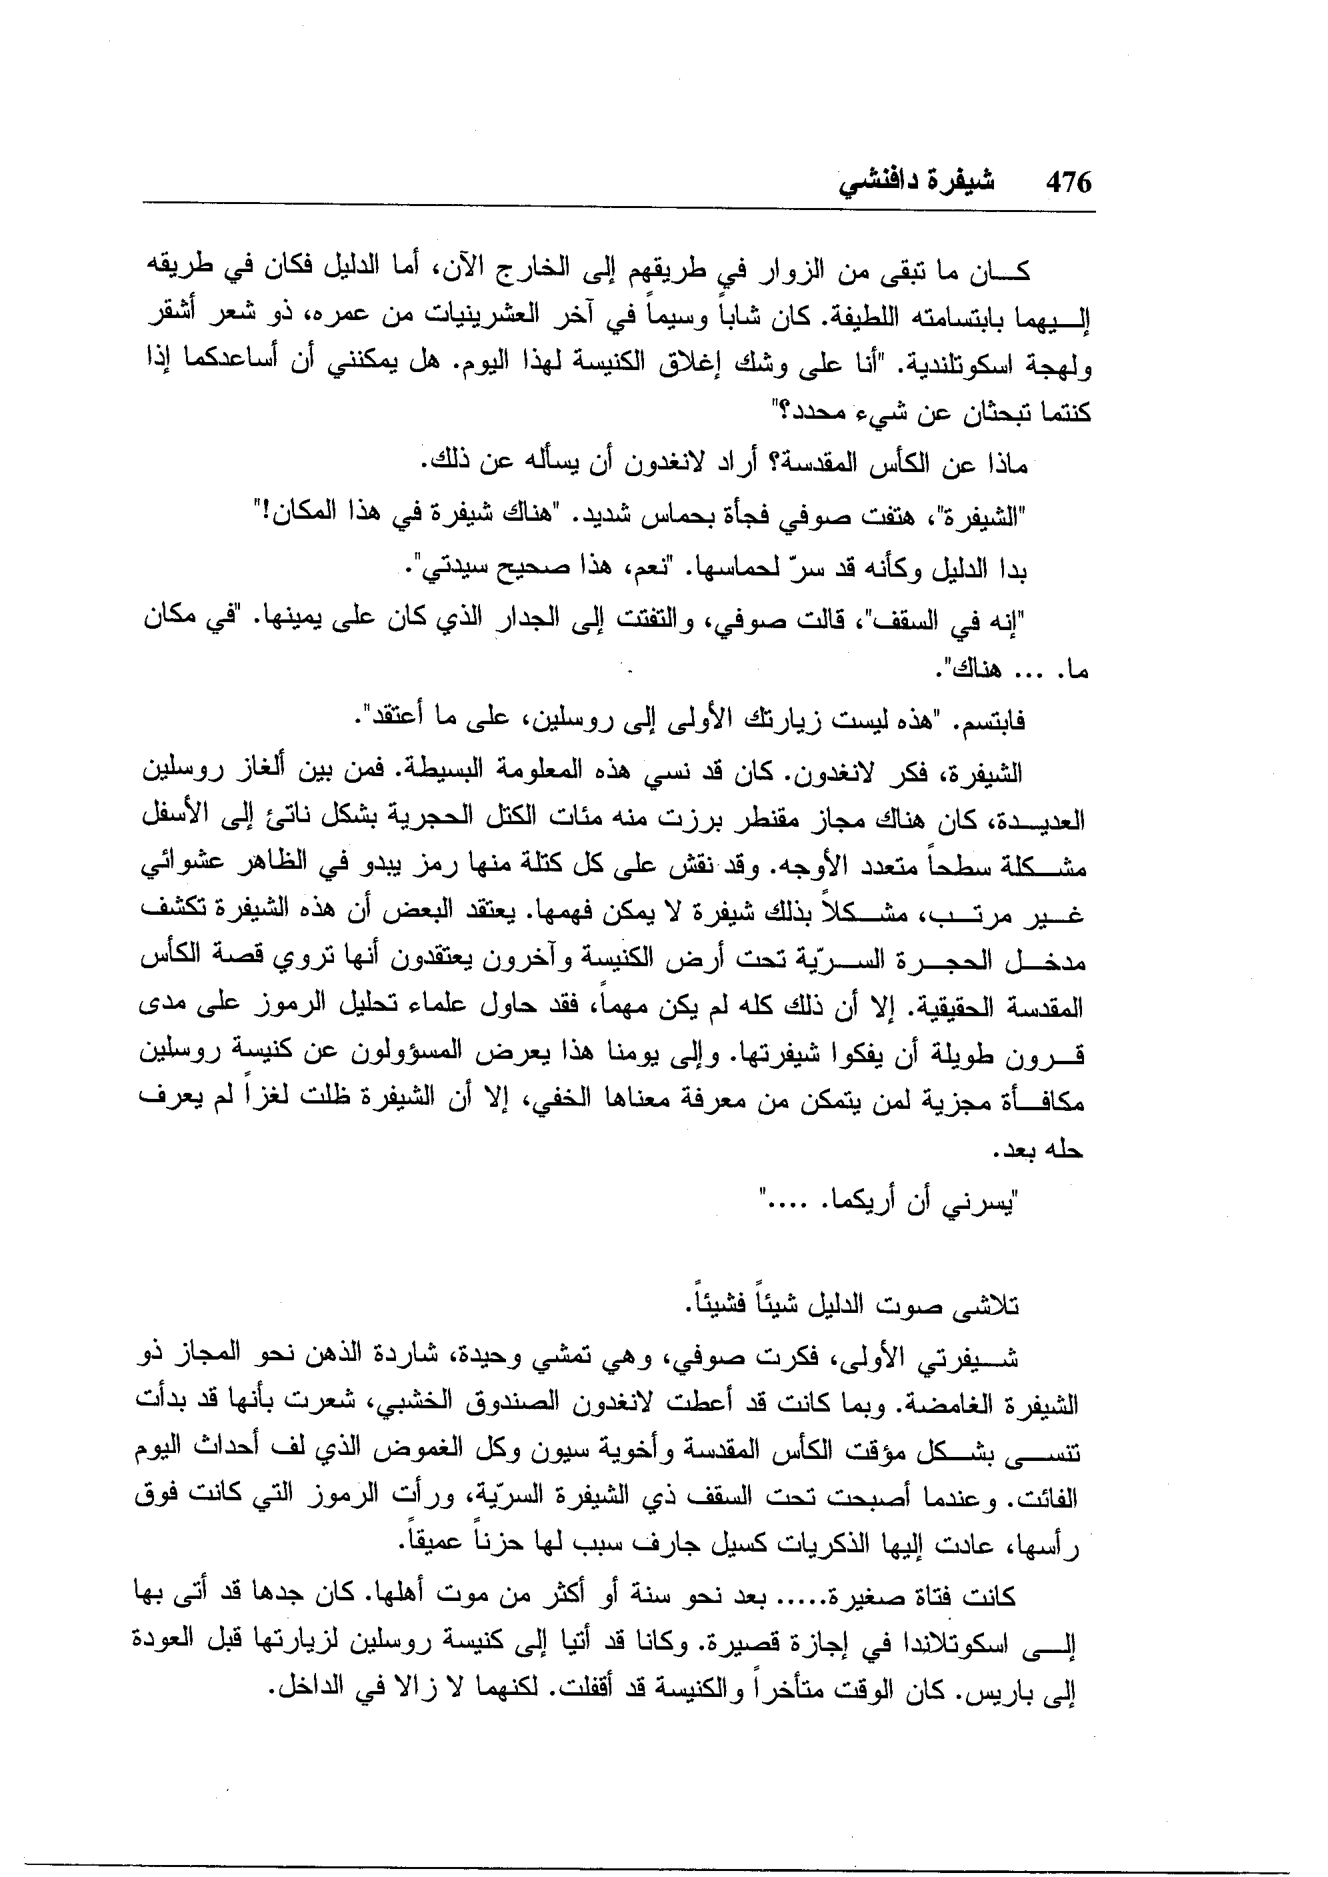 476 شيفرة دافنشي
كـــان ما تبقى من الزوار في طريقهم إلى الخارج الآن، أما الدليل فكان في طريقه
إلـــيهما بابتسامته اللطيفة. كان شاباً وسيماً في آخر العشرينيات من عمره، ذو شعر أشقر
ولهجة اسكوتلندية. "أنا على وشك إغلاق الكنيسة لهذا اليوم. هل يمكنني أن أساعدكما إذا
كنتما تبحثان عن شيء محدد؟"
ماذا عن الكأس المقدسة؟ أراد لانغدون أن يسأله عن ذلك.
"الشيفرة"، هتفت صوفي فجأة بحماس شديد. "هناك شيفرة في هذا المكان!"
بدا الدليل وكأنه قد سرّ لحماسها. "نعم، هذا صحيح سيدتي".
"إنه في السقف"، قالت صوفي، والتفتت إلى الجدار الذي كان على يمينها. "في مكان
ما. ... هناك".
فابتسم. "هذه ليست زيارتك الأولى إلى روسلين، على ما أعتقد".
الشيفرة، فكر لانغدون. كان قد نسي هذه المعلومة البسيطة. فمن بين ألغاز روسلين
العديـــدة، كان هناك مجاز مقنطر برزت منه مئات الكتل الحجرية بشكل ناتئ إلى الأسفل
مشـــكلة سطحاً متعدد الأوجه. وقد نقش على كل كتلة منها رمز يبدو في الظاهر عشوائي
غـــير مرتـــب، مشـــكلاً بذلك شيفرة لا يمكن فهمها. يعتقد البعض أن هذه الشيفرة تكشف
مدخـــل الحجـــرة الســـرّية تحت أرض الكنيسة وآخرون يعتقدون أنها تروي قصة الكأس
المقدسة الحقيقية. إلا أن ذلك كله لم يكن مهماً، فقد حاول علماء تحليل الرموز على مدى
قـــرون طويلة أن يفكوا شيفرتها. وإلى يومنا هذا يعرض المسؤولون عن كنيسة روسلين
مكافـــأة مجزية لمن يتمكن من معرفة معناها الخفي، إلا أن الشيفرة ظلت لغزاً لم يعرف
حله بعد.
"يسرني أن أريكما. ...."
تلاشى صوت الدليل شيئاً فشيئاً.
شـــيفرتي الأولى، فكرت صوفي، وهي تمشي وحيدة، شاردة الذهن نحو المجاز ذو
الشيفرة الغامضة. وبما كانت قد أعطت لانغدون الصندوق الخشبي، شعرت بأنها قد بدأت
تنســـى بشـــكل مؤقت الكأس المقدسة وأخوية سيون وكل الغموض الذي لف أحداث اليوم
الفائت. وعندما أصبحت تحت السقف ذي الشيفرة السرّية، ورأت الرموز التي كانت فوق
رأسها، عادت إليها الذكريات كسيل جارف سبب لها حزناً عميقاً.
كانت فتاة صغيرة..... بعد نحو سنة أو أكثر من موت أهلها. كان جدها قد أتى بها
إلـــى اسكوتلاندا في إجازة قصيرة. وكانا قد أتيا إلى كنيسة روسلين لزيارتها قبل العودة
إلى باريس. كان الوقت متأخراً والكنيسة قد أقفلت. لكنهما لا زالا في الداخل.